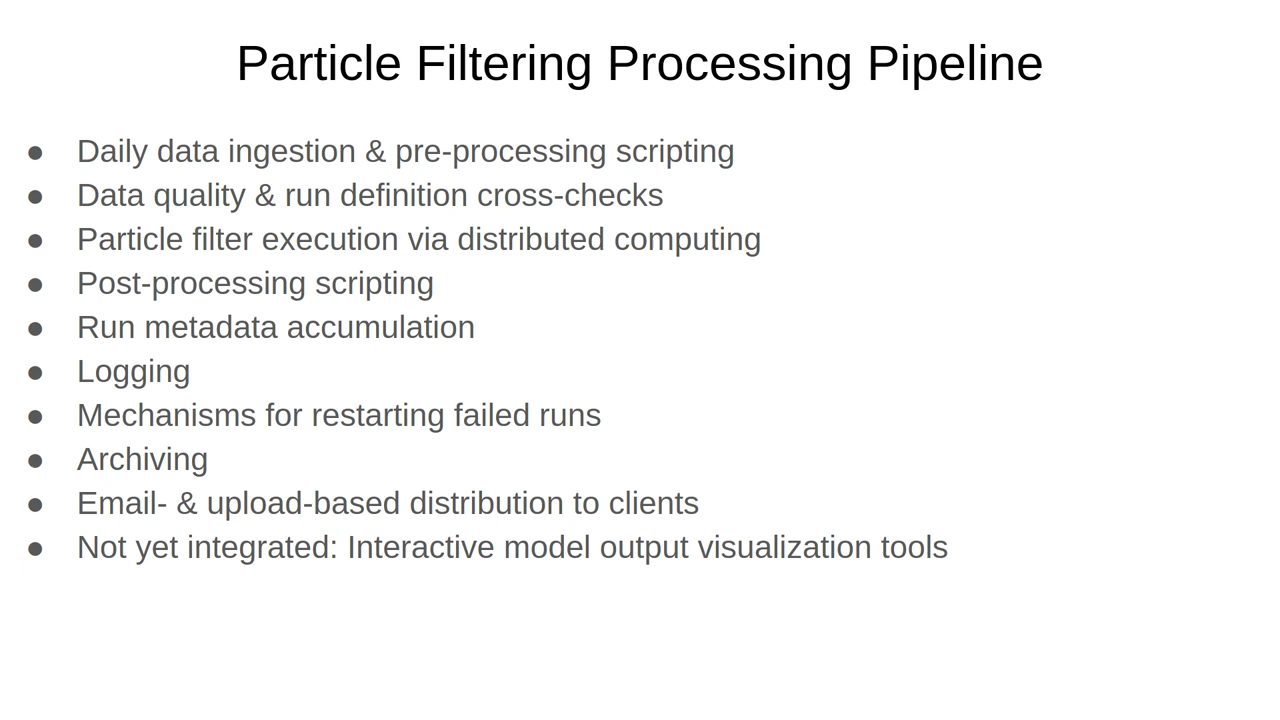 Particle Filtering Processing Pipeline
● Daily data ingestion & pre-processing scripting
● Data quality & run definition cross-checks
● Particle filter execution via distributed computing
● Post-processing scripting
● Run metadata accumulation
● Logging
● Mechanisms for restarting failed runs
● Archiving
● Email- & upload-based distribution to clients
● Not yet integrated: Interactive model output visualization tools